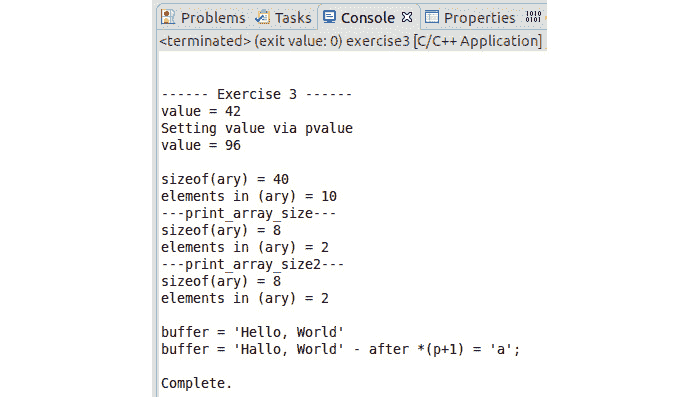 Problems Tasks Console Properties 1010 0101
<terminated> (exit value: 0) exercise3 [C/C++ Application]
------ Exercise 3 ------
value = 42
Setting value via pvalue
value = 96
sizeof(ary) = 40
elements in (ary) = 10
---print_array_size---
sizeof(ary) = 8
elements in (ary) = 2
---print_array_size2---
sizeof(ary) = 8
elements in (ary) = 2
buffer = 'Hello, World'
buffer = 'Hallo, World' - after *(p+1) = 'a';
Complete.